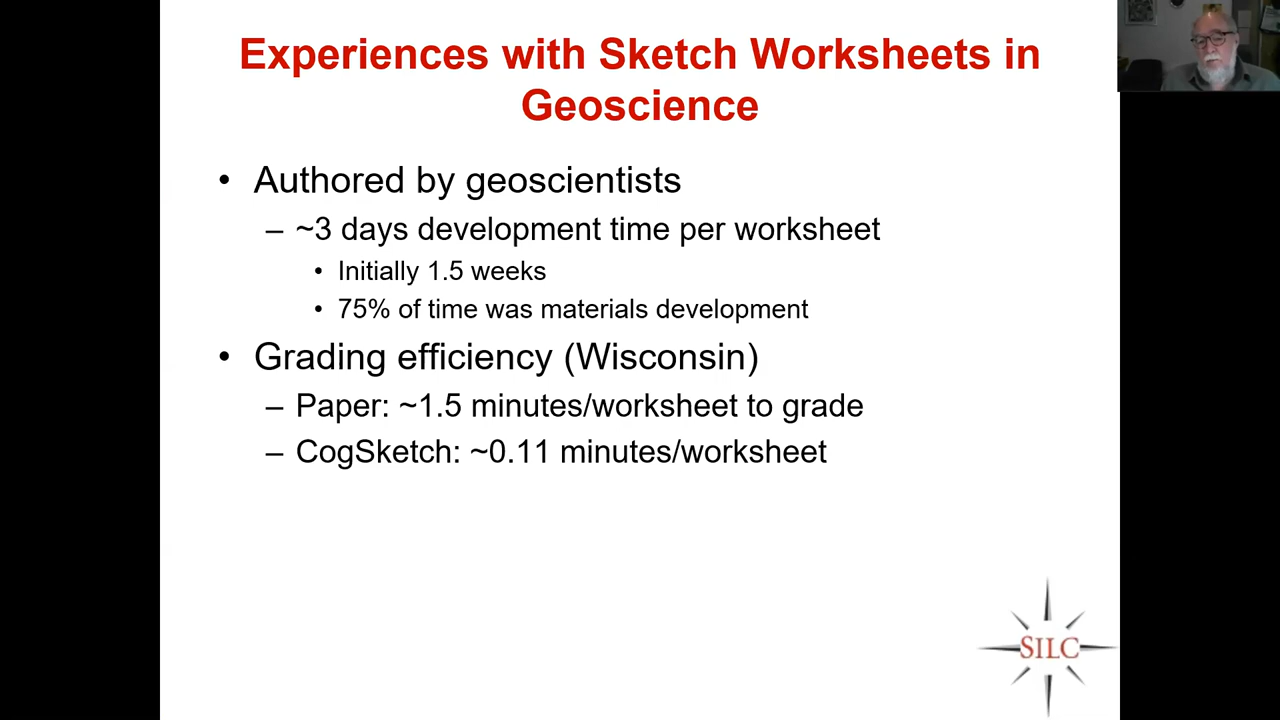 Experiences with Sketch Worksheets in
Geoscience
• Authored by geoscientists
– ~3 days development time per worksheet
• Initially 1.5 weeks
• 75% of time was materials development
• Grading efficiency (Wisconsin)
– Paper: ~1.5 minutes/worksheet to grade
– CogSketch: ~0.11 minutes/worksheet
SILC